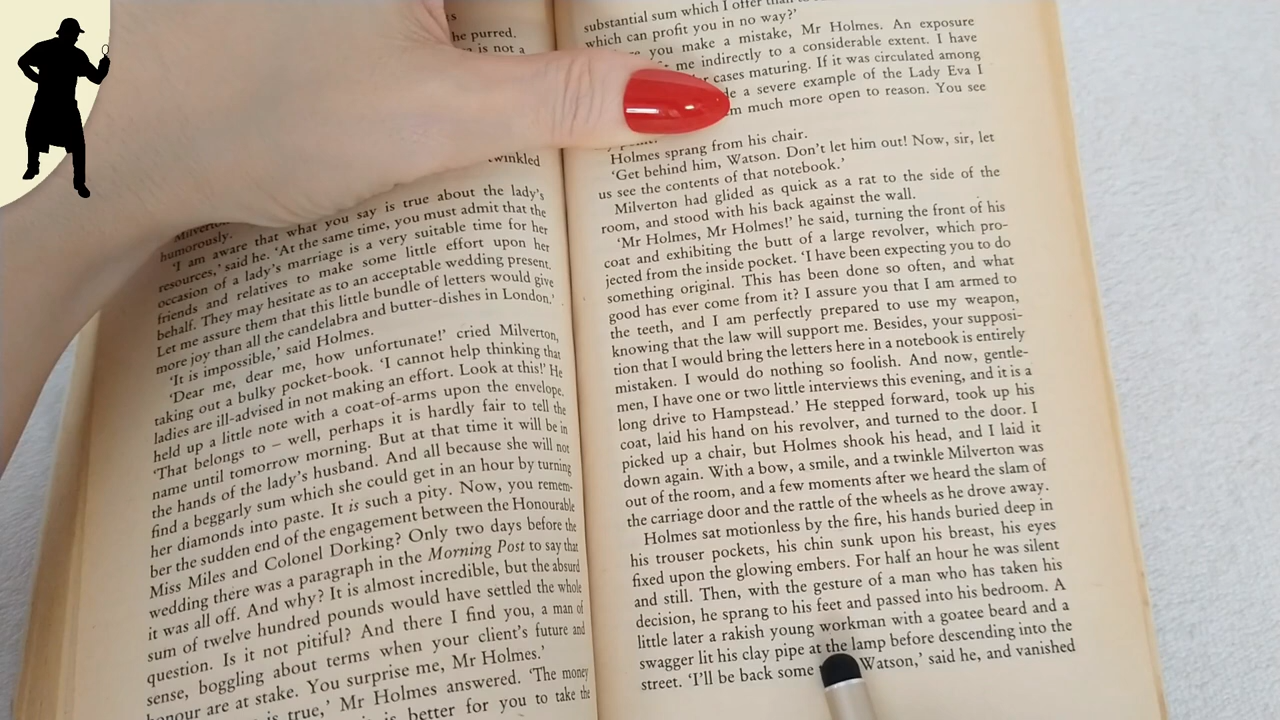 s
he purred.
is not a
twinkled
Milverton
humorously.
'I am aware that what you say is true about the lady's
resources,' said he. 'At the same time, you must admit that the
occasion of a lady's marriage is a very suitable time for her
friends and relatives to make some little effort upon her
behalf. They may hesitate as to an acceptable wedding present.
Let me assure them that this little bundle of letters would give
more joy than all the candelabra and butter-dishes in London.'
'It is impossible,' said Holmes.
'Dear me, dear me, how unfortunate!' cried Milverton,
taking out a bulky pocket-book. 'I cannot help thinking that
ladies are ill-advised in not making an effort. Look at this!' He
held up a little note with a coat-of-arms upon the envelope.
'That belongs to – well, perhaps it is hardly fair to tell the
name until tomorrow morning. But at that time it will be in
the hands of the lady's husband. And all because she will not
find a beggarly sum which she could get in an hour by turning
her diamonds into paste. It is such a pity. Now, you remem-
ber the sudden end of the engagement between the Honourable
Miss Miles and Colonel Dorking? Only two days before the
wedding there was a paragraph in the Morning Post to say that
it was all off. And why? It is almost incredible, but the absurd
sum of twelve hundred pounds would have settled the whole
question. Is it not pitiful? And there I find you, a man of
sense, boggling about terms when your client's future and
honour are at stake. You surprise me, Mr Holmes.'
is true,' Mr Holmes answered. 'The money
is better for you to take the
substantial sum which I offer than to
which can profit you in no way?'
you make a mistake, Mr Holmes. An exposure
me indirectly to a considerable extent. I have
cases maturing. If it was circulated among
a severe example of the Lady Eva I
much more open to reason. You see
Holmes sprang from his chair.
'Get behind him, Watson. Don't let him out! Now, sir, let
us see the contents of that notebook.'
Milverton had glided as quick as a rat to the side of the
room, and stood with his back against the wall.
'Mr Holmes, Mr Holmes!' he said, turning the front of his
coat and exhibiting the butt of a large revolver, which pro-
jected from the inside pocket. 'I have been expecting you to do
something original. This has been done so often, and what
good has ever come from it? I assure you that I am armed to
the teeth, and I am perfectly prepared to use my weapon,
knowing that the law will support me. Besides, your supposi-
tion that I would bring the letters here in a notebook is entirely
mistaken. I would do nothing so foolish. And now, gentle-
men, I have one or two little interviews this evening, and it is a
long drive to Hampstead.' He stepped forward, took up his
coat, laid his hand on his revolver, and turned to the door. I
picked up a chair, but Holmes shook his head, and I laid it
down again. With a bow, a smile, and a twinkle Milverton was
out of the room, and a few moments after we heard the slam of
the carriage door and the rattle of the wheels as he drove away.
Holmes sat motionless by the fire, his hands buried deep in
his trouser pockets, his chin sunk upon his breast, his eyes
fixed upon the glowing embers. For half an hour he was silent
and still. Then, with the gesture of a man who has taken his
decision, he sprang to his feet and passed into his bedroom. A
little later a rakish young workman with a goatee beard and a
swagger lit his clay pipe at the lamp before descending into the
street. 'I'll be back some Watson,' said he, and vanished